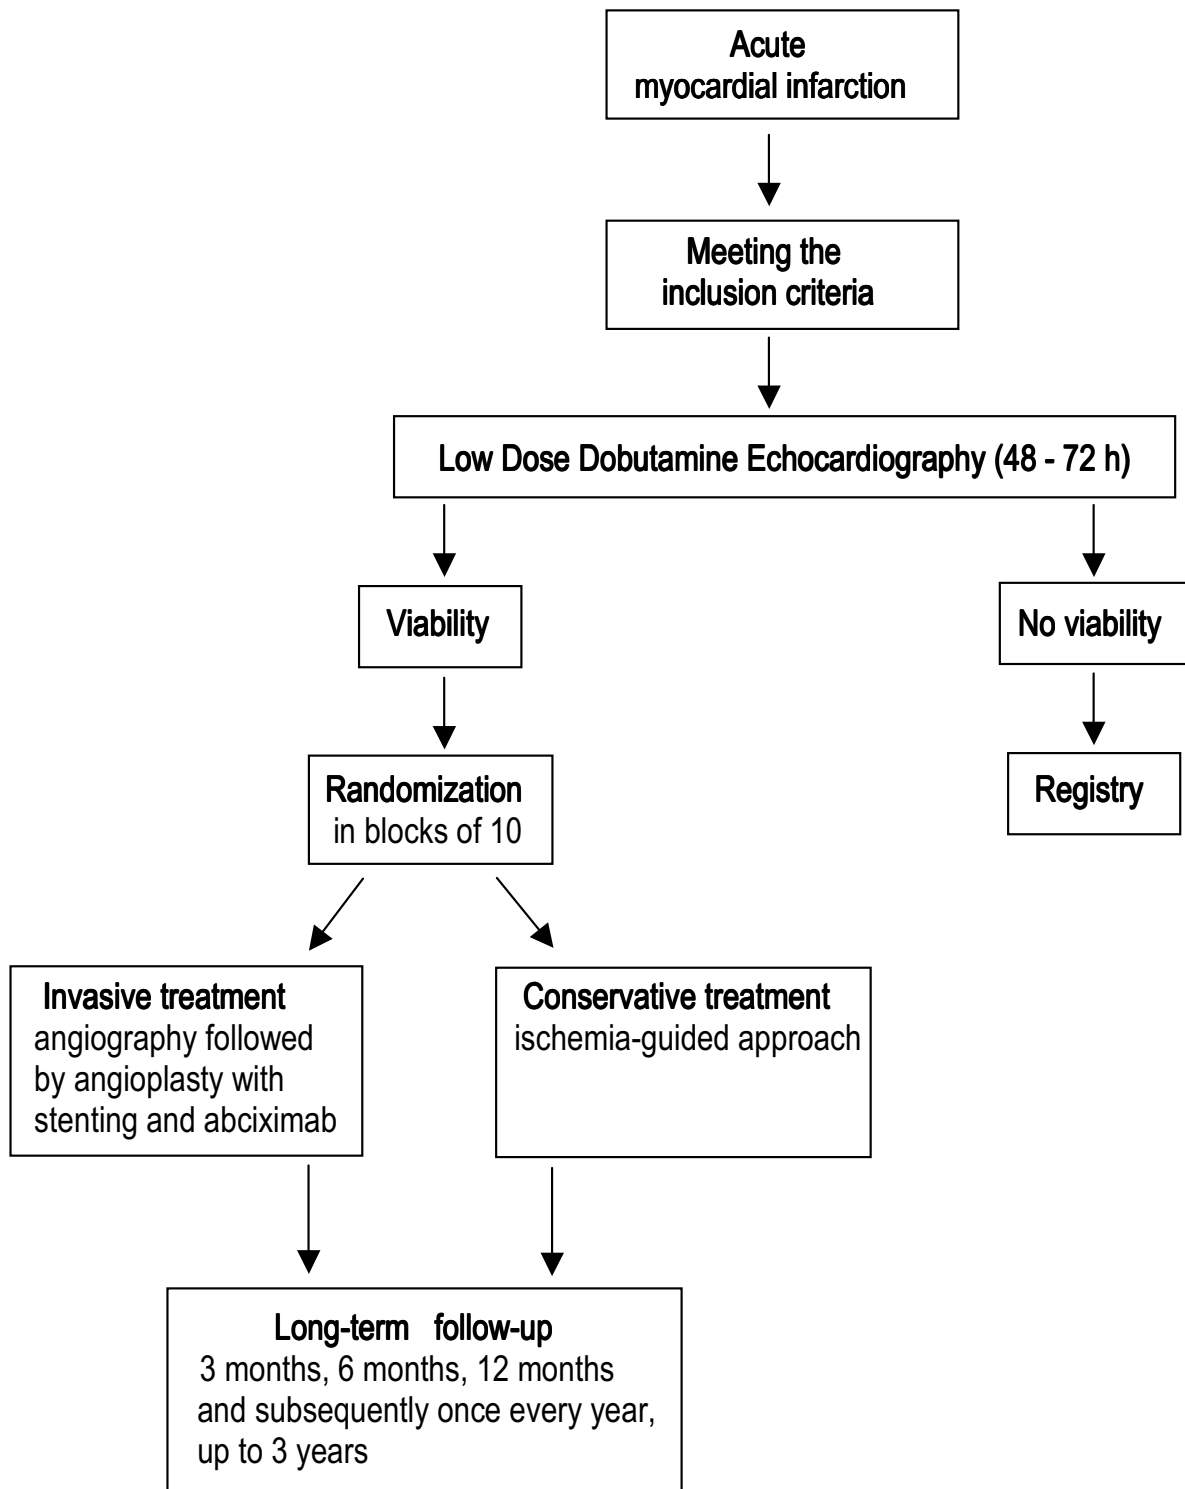 Acute
myocardial infarction
Meeting the
inclusion criteria
Low Dose Dobutamine Echocardiography (48 - 72 h)
Viability
No viability
Randomization
in blocks of 10
Registry
Invasive treatment
angiography followed
by angioplasty with
stenting and abciximab
Conservative treatment
ischemia-guided approach
Long-term follow-up
3 months, 6 months, 12 months
and subsequently once every year,
up to 3 years